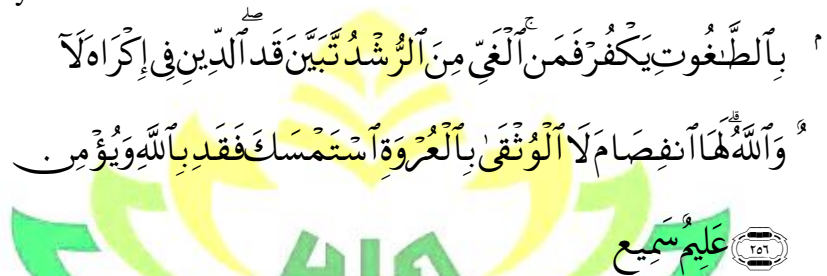 بِٱلطَّـٰغُوتِ يَكْفُرْ فَمَن ۚ ٱلْغَىِّ مِنَ ٱلرُّشْدُ تَّبَيَّنَ قَد ۖ ٱلدِّينِ فِى إِكْرَاهَ لَآ
وَٱللَّهُ ۗ لَهَا ٱنفِصَامَ لَا ٱلْوُثْقَىٰ بِٱلْعُرْوَةِ ٱسْتَمْسَكَ فَقَدِ بِٱللَّهِ وَيُؤْمِن
عَلِيمٌ سَمِيع ٢٥٦